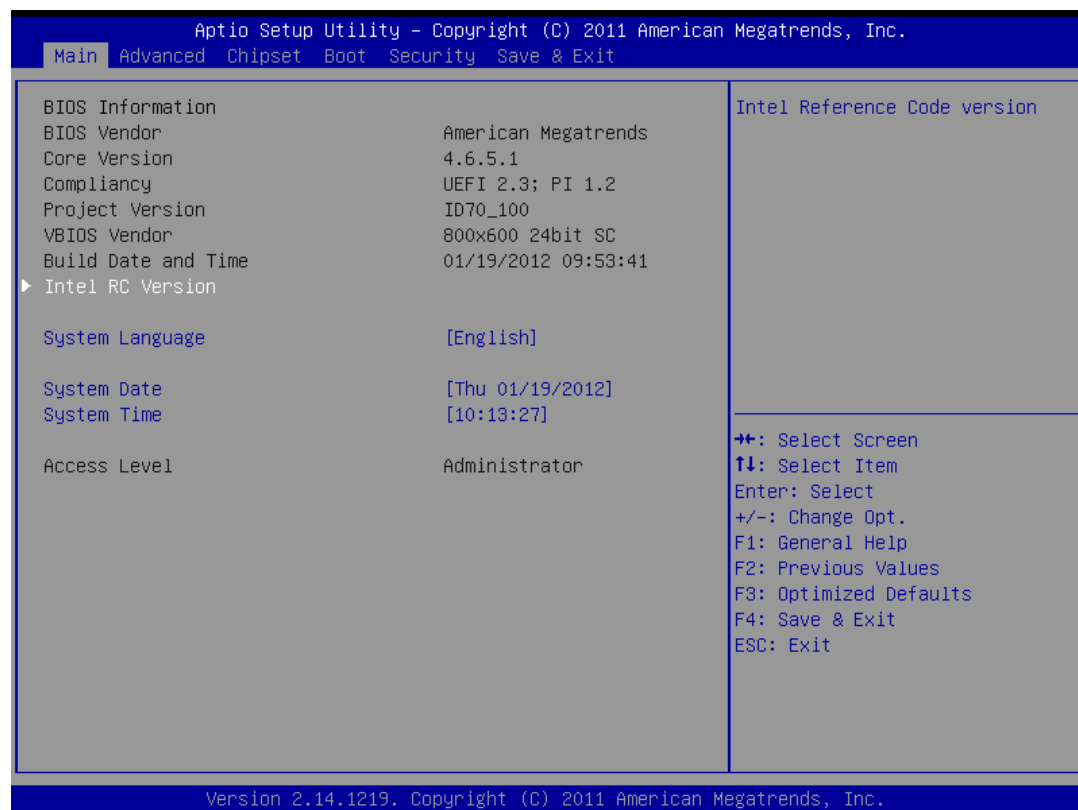 Aptio Setup Utility – Copyright (C) 2011 American Megatrends, Inc.
Main Advanced Chipset Boot Security Save & Exit
BIOS Information
BIOS Vendor American Megatrends
Core Version 4.6.5.1
Compliancy UEFI 2.3; PI 1.2
Project Version ID70_100
VBIOS Vendor 800x600 24bit SC
Build Date and Time 01/19/2012 09:53:41
▶ Intel RC Version
System Language [English]
System Date [Thu 01/19/2012]
System Time [10:13:27]
Access Level Administrator
Intel Reference Code version
→←: Select Screen
↑↓: Select Item
Enter: Select
+/-: Change Opt.
F1: General Help
F2: Previous Values
F3: Optimized Defaults
F4: Save & Exit
ESC: Exit
Version 2.14.1219. Copyright (C) 2011 American Megatrends, Inc.